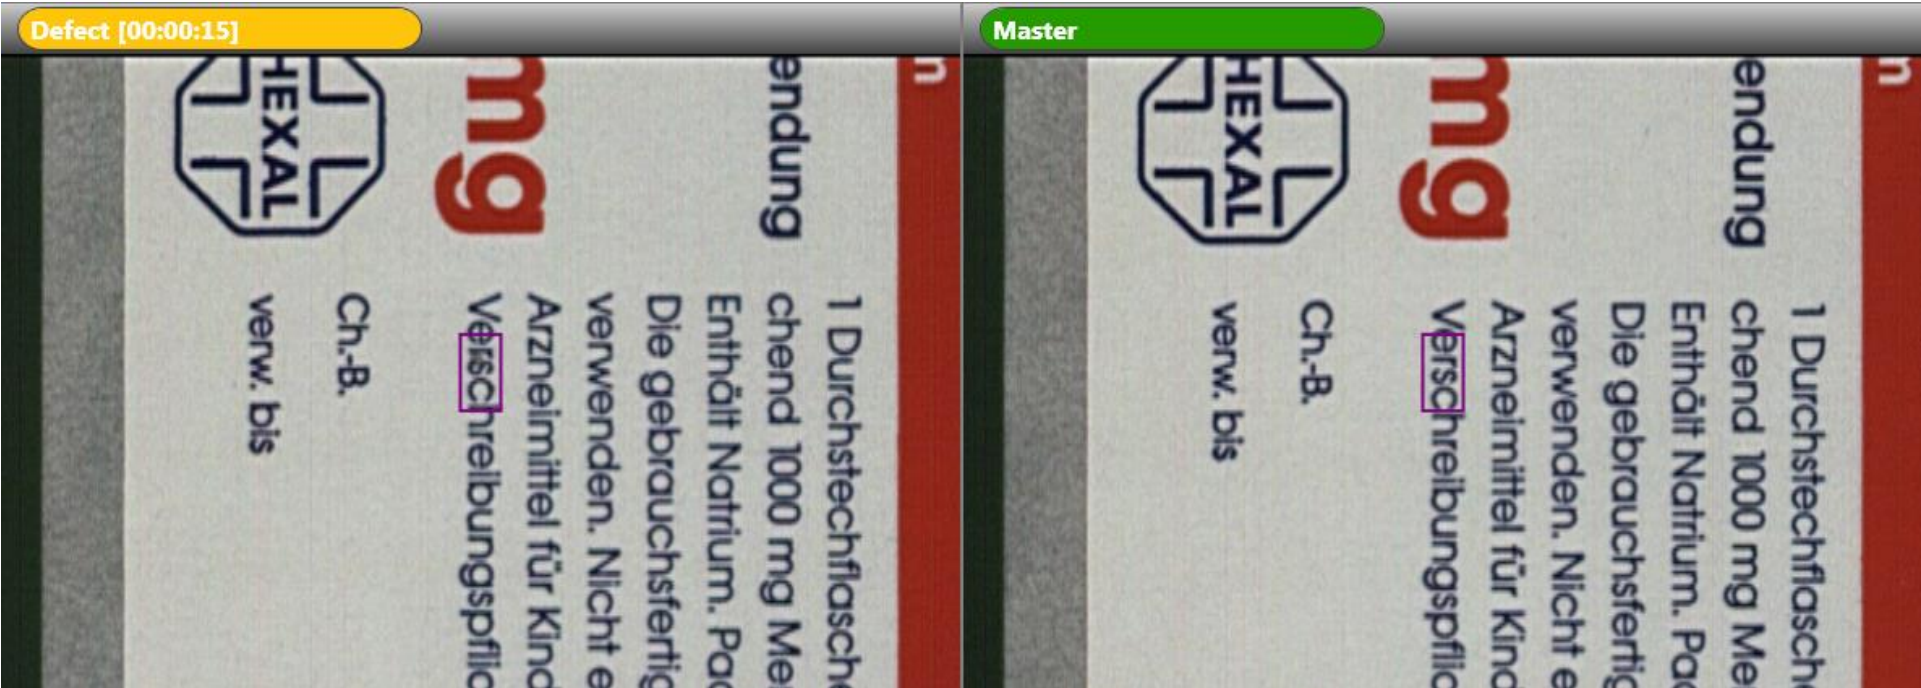 Defect [00:00:15]
n
endung
mg
HEXAL
1 Durchstechflasche
chend 1000 mg Me
Enthält Natrium. Pac
Die gebrauchsfertig
verwenden. Nicht e
Arzneimittel für Kind
Verschreibungspflic
Ch.-B.
verw. bis
Master
n
endung
mg
HEXAL
1 Durchstechflasche
chend 1000 mg Me
Enthält Natrium. Pac
Die gebrauchsfertig
verwenden. Nicht e
Arzneimittel für Kind
Verschreibungspflic
Ch.-B.
verw. bis